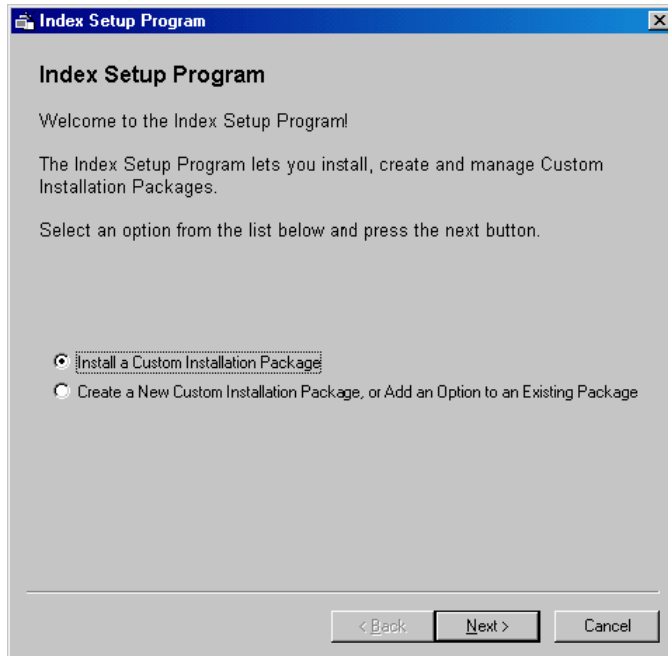 Index Setup Program
Index Setup Program
Welcome to the Index Setup Program!
The Index Setup Program lets you install, create and manage Custom
Installation Packages.
Select an option from the list below and press the next button.
Install a Custom Installation Package
Create a New Custom Installation Package, or Add an Option to an Existing Package
< Back
Next >
Cancel